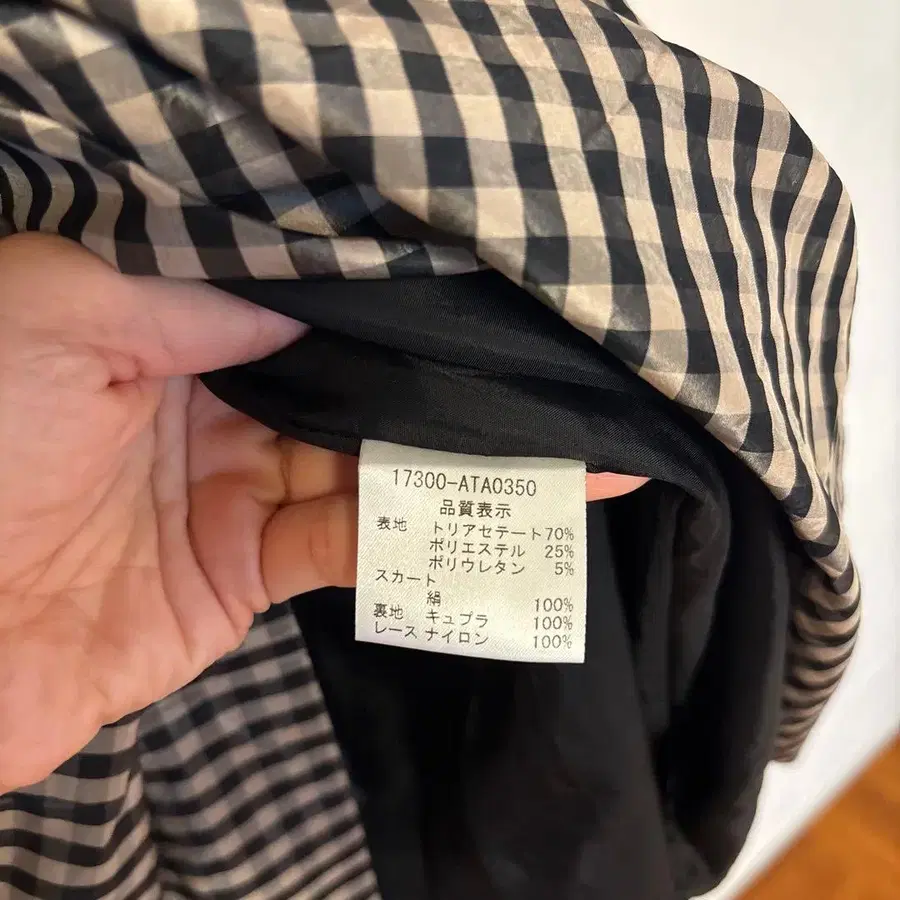 17300-ATA0350
品質表示
表地 トリアセテート70%
ポリエステル 25%
ポリウレタン 5%
スカート
絹 100%
裏地 キュプラ 100%
レース ナイロン 100%